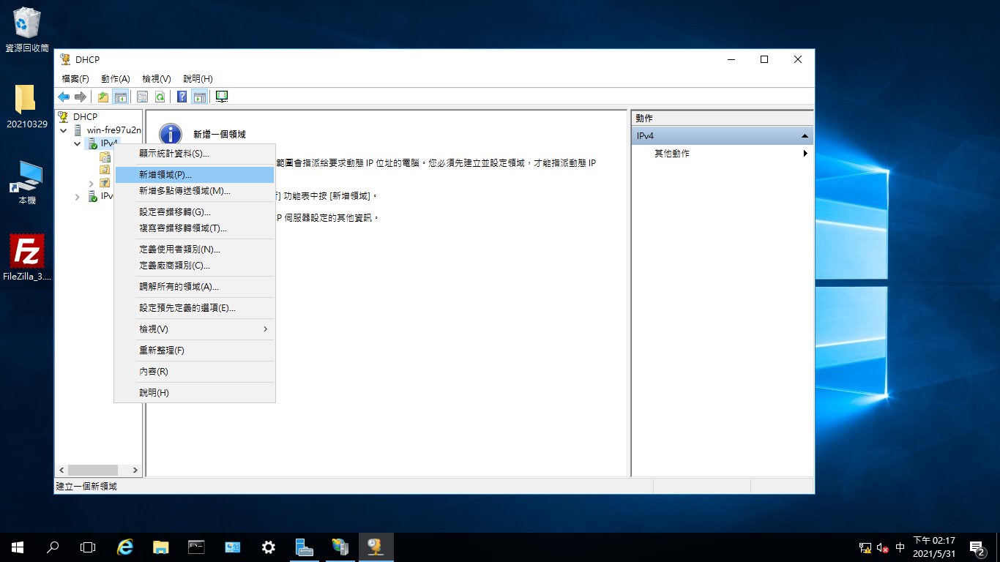 資源回收筒
20210329
本機
FileZilla_3....
DHCP
檔案(F) 動作(A) 檢視(V) 說明(H)
DHCP
win-fre97u2n
IPv4
新增一個領域
範圍會指派給要求動態 IP 位址的電腦。您必須先建立並設定領域，才能指派動態 IP
] 功能表中按 [新增領域]。
CP 伺服器設定的其他資訊。
顯示統計資料(S)...
新增領域(P)...
新增多點傳送領域(M)...
設定容錯移轉(G)...
複寫容錯移轉領域(T)...
定義使用者類別(N)...
定義廠商類別(C)...
調解所有的領域(A)...
設定預先定義的選項(E)...
檢視(V)
重新整理(F)
內容(R)
說明(H)
動作
IPv4
其他動作
建立一個新領域
中
下午 02:17
2021/5/31
2